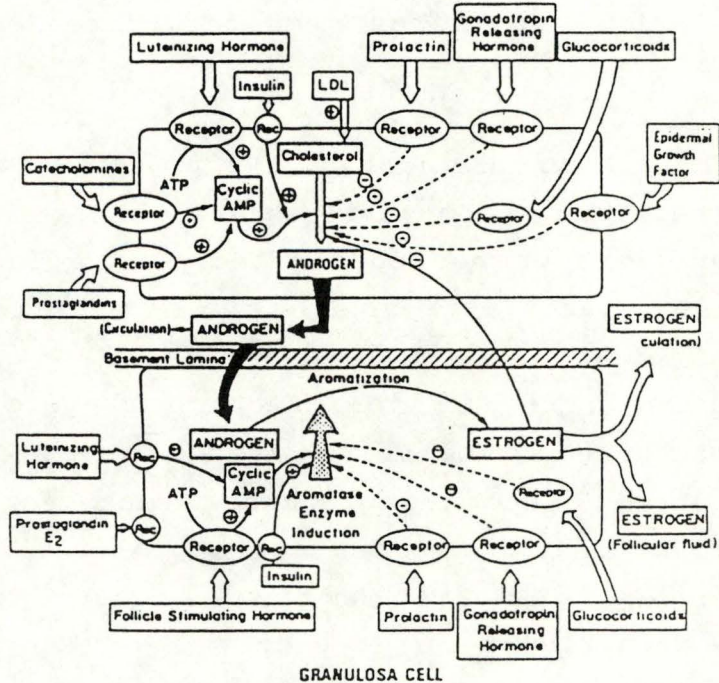 Luteinizing Hormone
Insulin
LDL
Prolactin
Gonadotropin
Releasing
Hormone
Glucocorticoids
Receptor
Rec.
Receptor
Receptor
Cholesterol
Epidermal
Growth
Factor
Catecholamines
ATP
Cyclic
AMP
Receptor
Receptor
Receptor
Receptor
ANDROGEN
Prostaglandins
(Circulation)
ANDROGEN
ESTROGEN
culation)
Basement Lamina
Aromatization
ANDROGEN
ESTROGEN
Luteinizing
Hormone
Rec.
Cyclic
AMP
ATP
Aromatase
Enzyme
Induction
Receptor
Prostaglandin
E2
Rec.
Receptor
Rec.
Receptor
Receptor
ESTROGEN
(Follicular fluid)
Insulin
Follicle Stimulating Hormone
Prolactin
Gonadotropin
Releasing
Hormone
Glucocorticoids
GRANULOSA CELL